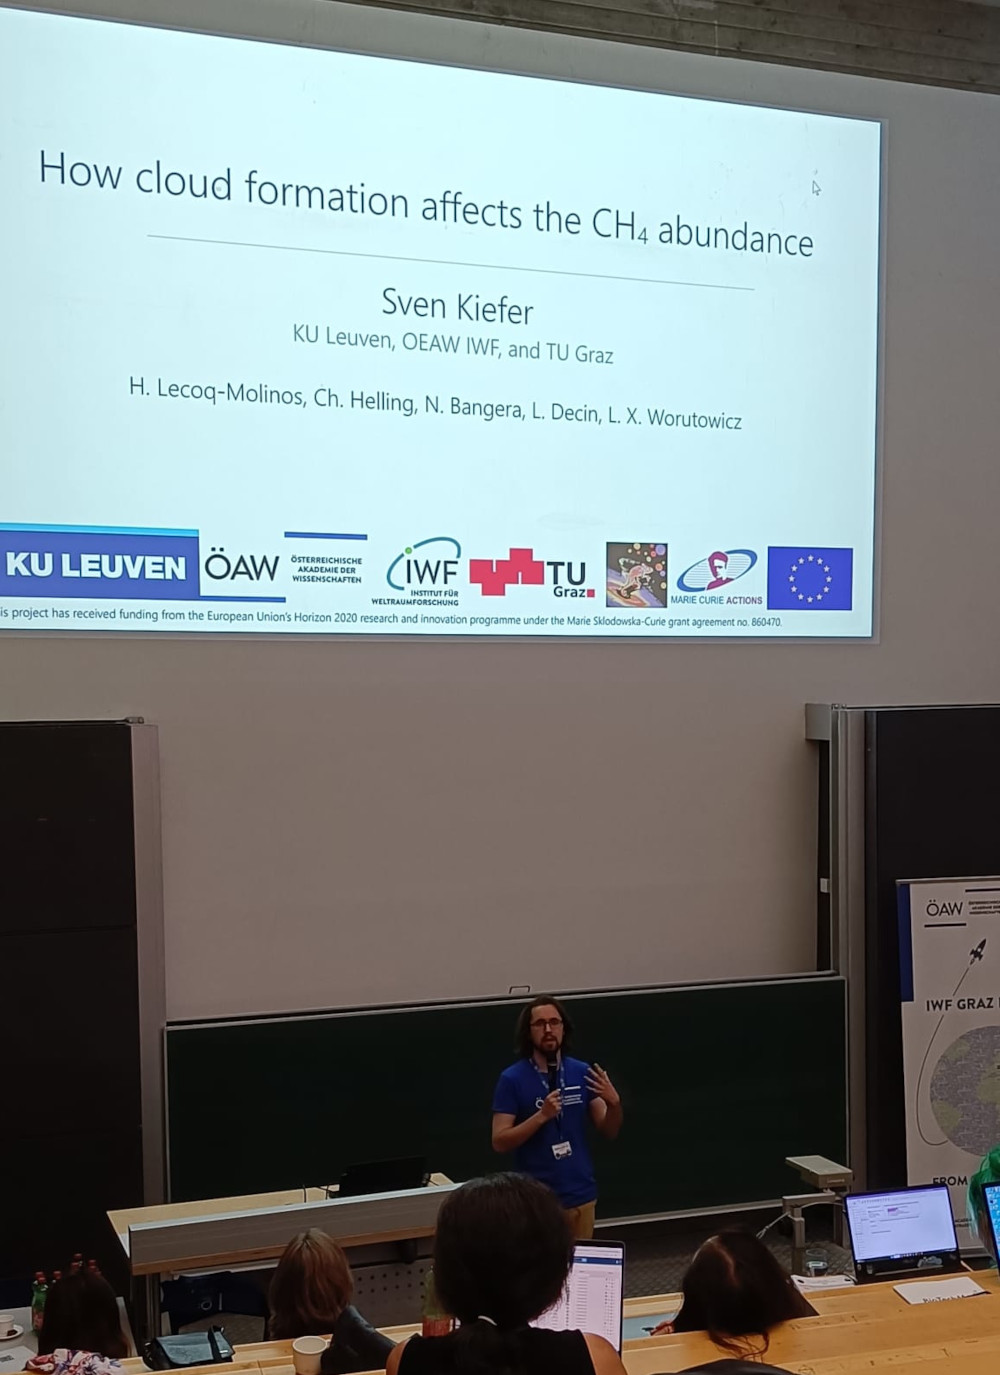 How cloud formation affects the CH₄ abundance
Sven Kiefer
KU Leuven, OEAW IWF, and TU Graz
H. Lecoq-Molinos, Ch. Helling, N. Bangera, L. Decin, L. X. Worutowicz
KU LEUVEN
ÖAW
ÖSTERREICHISCHE
AKADEMIE DER
WISSENSCHAFTEN
IWF
INSTITUT FÜR
WELTRAUMFORSCHUNG
TU
Graz
MARIE CURIE ACTIONS
is project has received funding from the European Union's Horizon 2020 research and innovation programme under the Marie Sklodowska-Curie grant agreement no. 860470.
ÖAW
IWF GRAZ
FROM